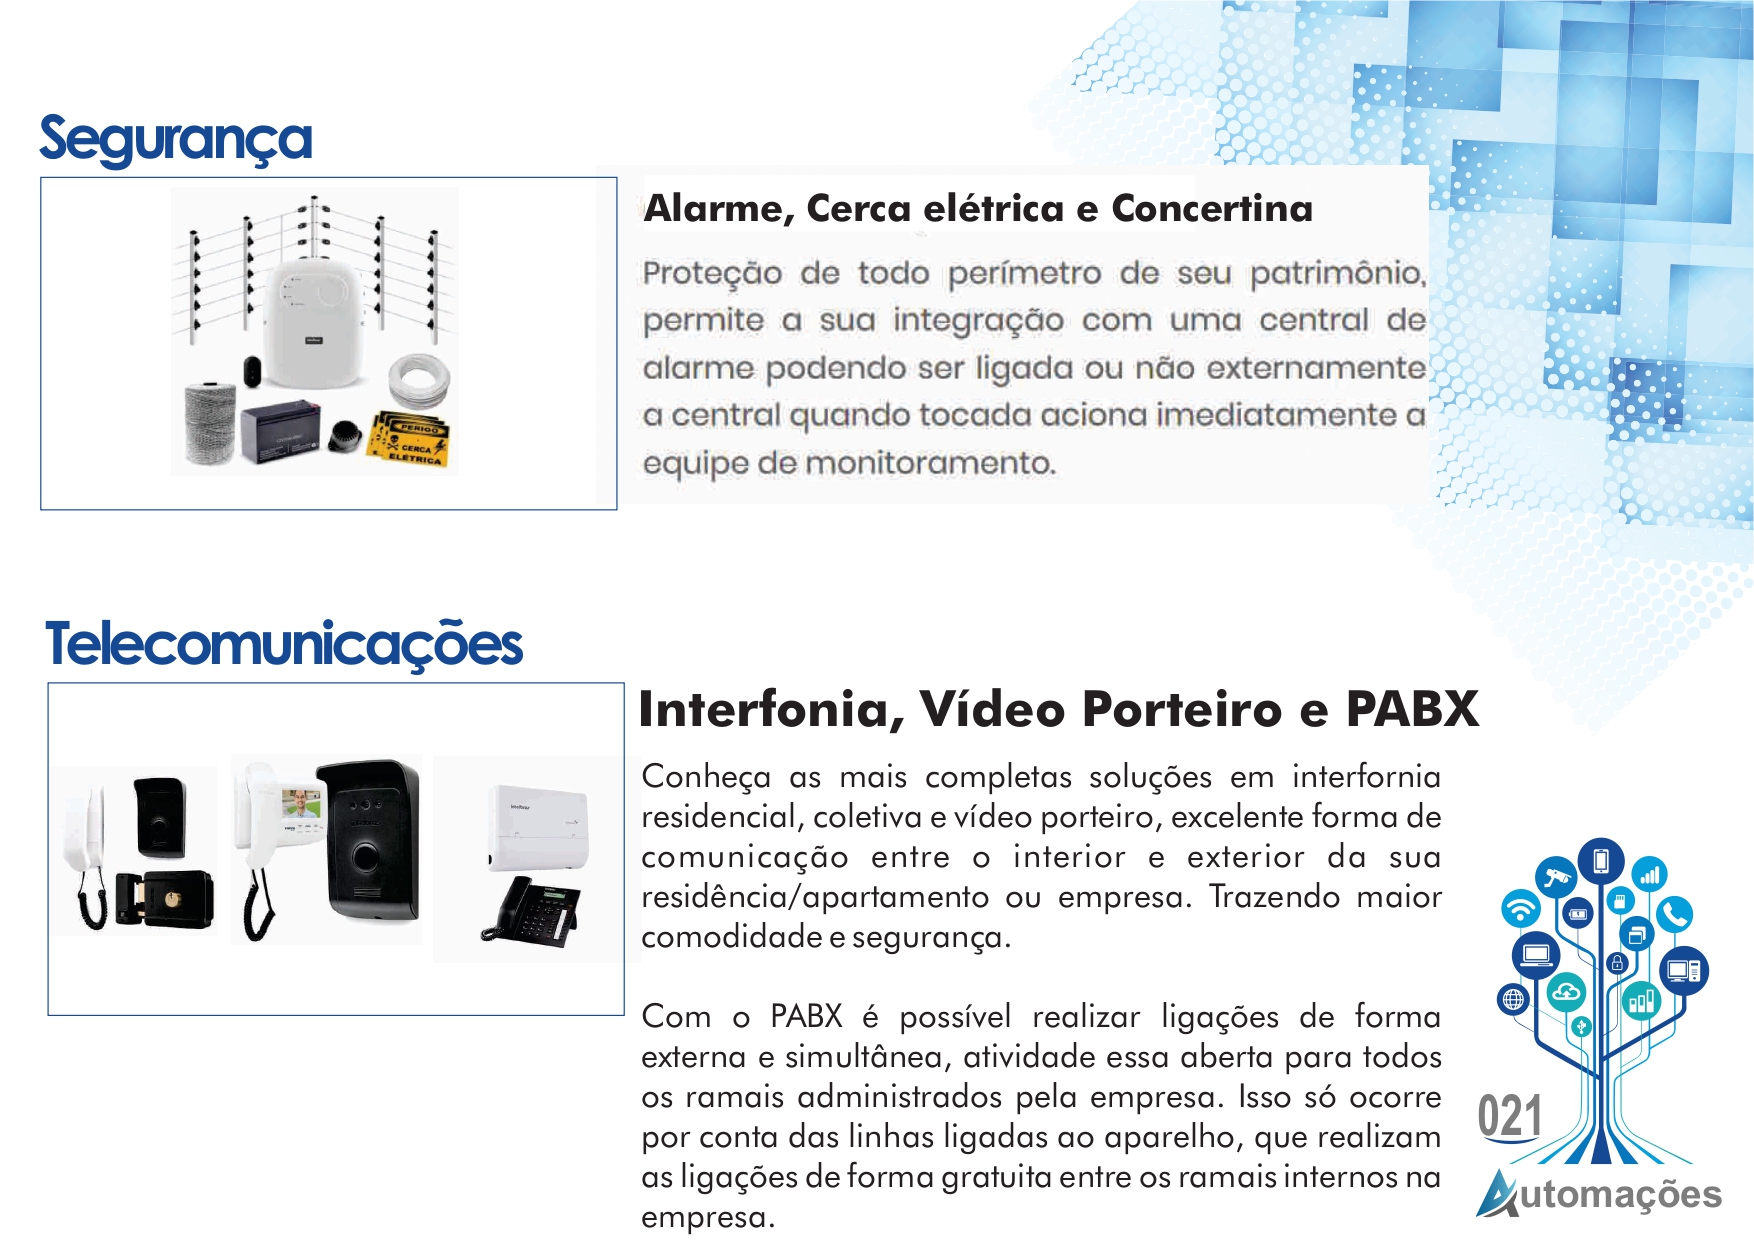 Segurança
Alarme, Cerca elétrica e Concertina
Proteção de todo perímetro de seu patrimônio,
permite a sua integração com uma central de
alarme podendo ser ligada ou não externamente
a central quando tocada aciona imediatamente a
equipe de monitoramento.
PERIGO
CERCA
ELÉTRICA
Telecomunicações
Interfonia, Vídeo Porteiro e PABX
Conheça as mais completas soluções em interfornia
residencial, coletiva e vídeo porteiro, excelente forma de
comunicação entre o interior e exterior da sua
residência/apartamento ou empresa. Trazendo maior
comodidade e segurança.
Com o PABX é possível realizar ligações de forma
externa e simultânea, atividade essa aberta para todos
os ramais administrados pela empresa. Isso só ocorre
por conta das linhas ligadas ao aparelho, que realizam
as ligações de forma gratuita entre os ramais internos na
empresa.
intelbras
021
Automações